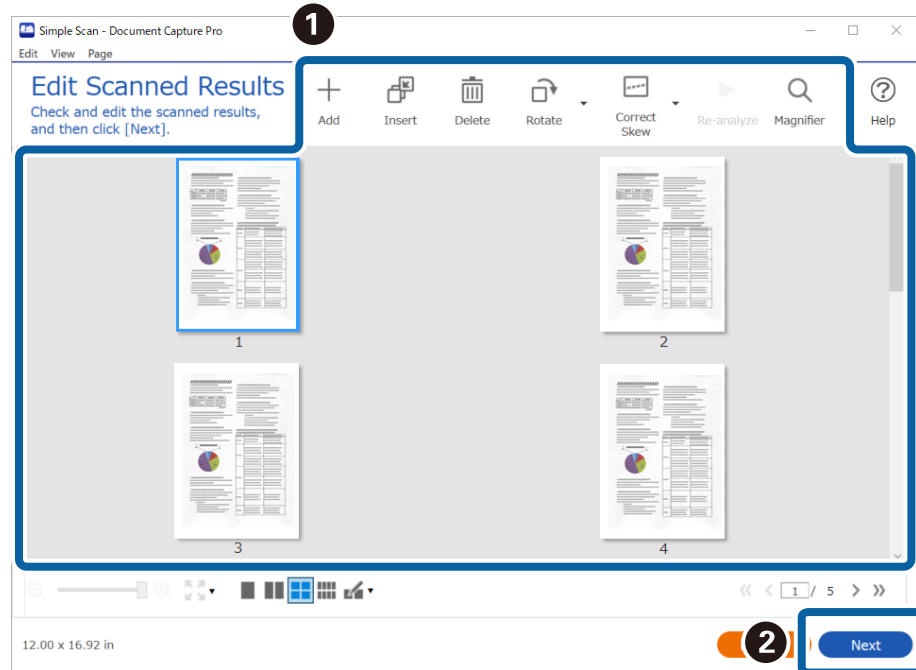 1
Simple Scan - Document Capture Pro
Edit View Page
Edit Scanned Results
Check and edit the scanned results,
and then click [Next].
Add
Insert
Delete
Rotate
Correct
Skew
Re-analyze
Magnifier
Help
1
2
3
4
1 / 5
12.00 x 16.92 in
2
Next